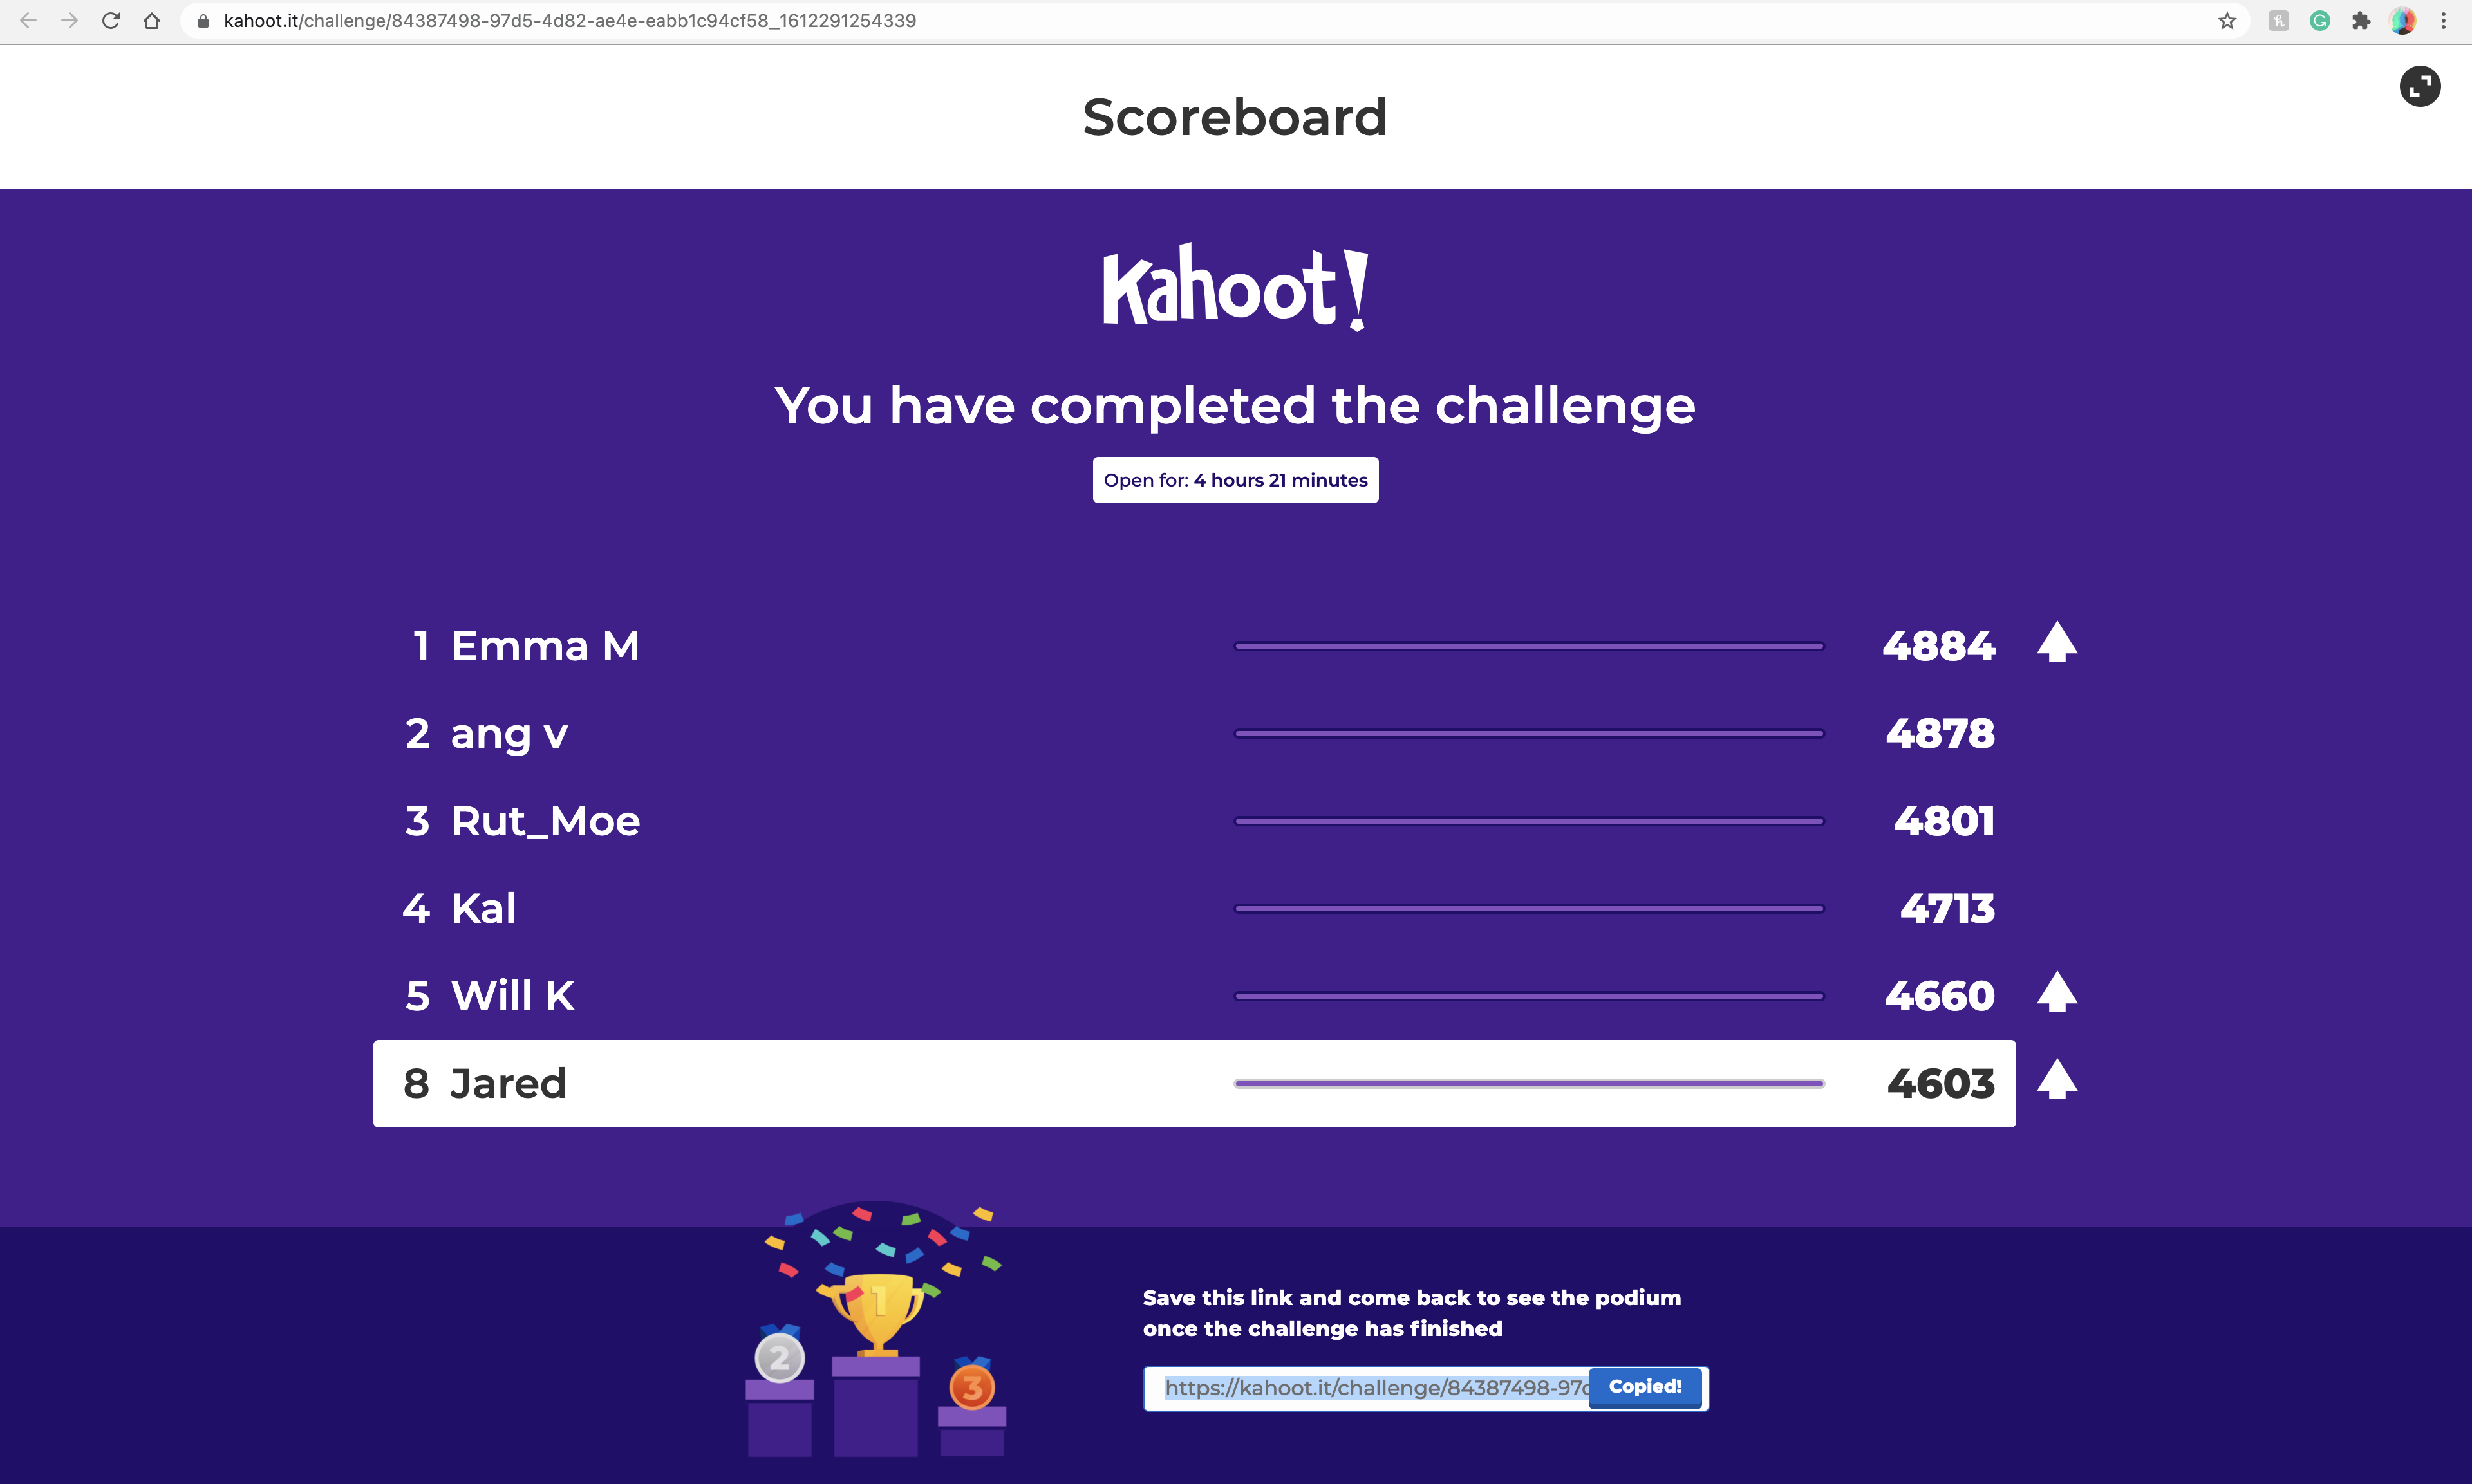 kahoot.it/challenge/84387498-97d5-4d82-ae4e-eabb1c94cf58_1612291254339
Scoreboard
Kahoot!
You have completed the challenge
Open for: 4 hours 21 minutes
1 Emma M 4884
2 ang v 4878
3 Rut_Moe 4801
4 Kal 4713
5 Will K 4660
8 Jared 4603
1
2
3
Save this link and come back to see the podium
once the challenge has finished
https://kahoot.it/challenge/84387498-97d Copied!